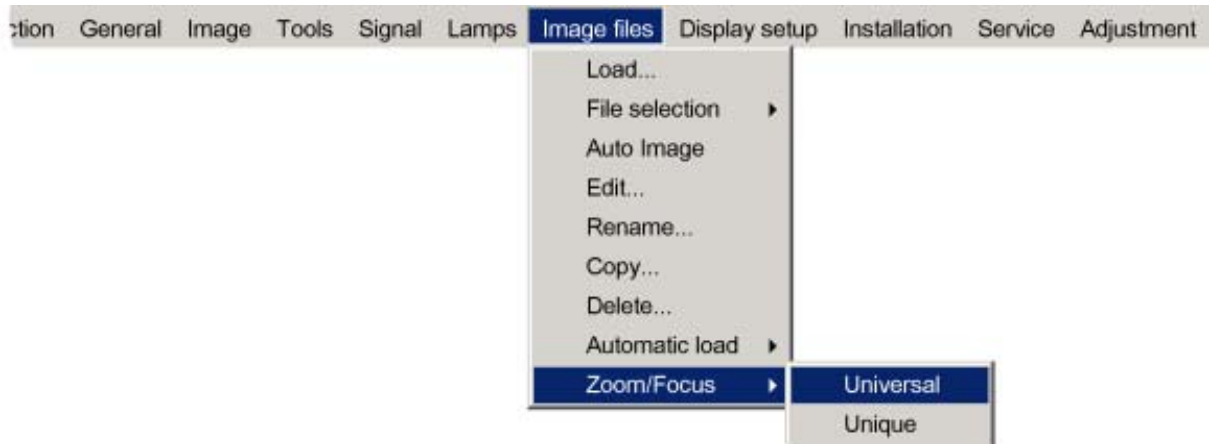 ction General Image Tools Signal Lamps Image files Display setup Installation Service Adjustment
Load...
File selection
Auto Image
Edit...
Rename...
Copy...
Delete...
Automatic load
Zoom/Focus Universal
Unique